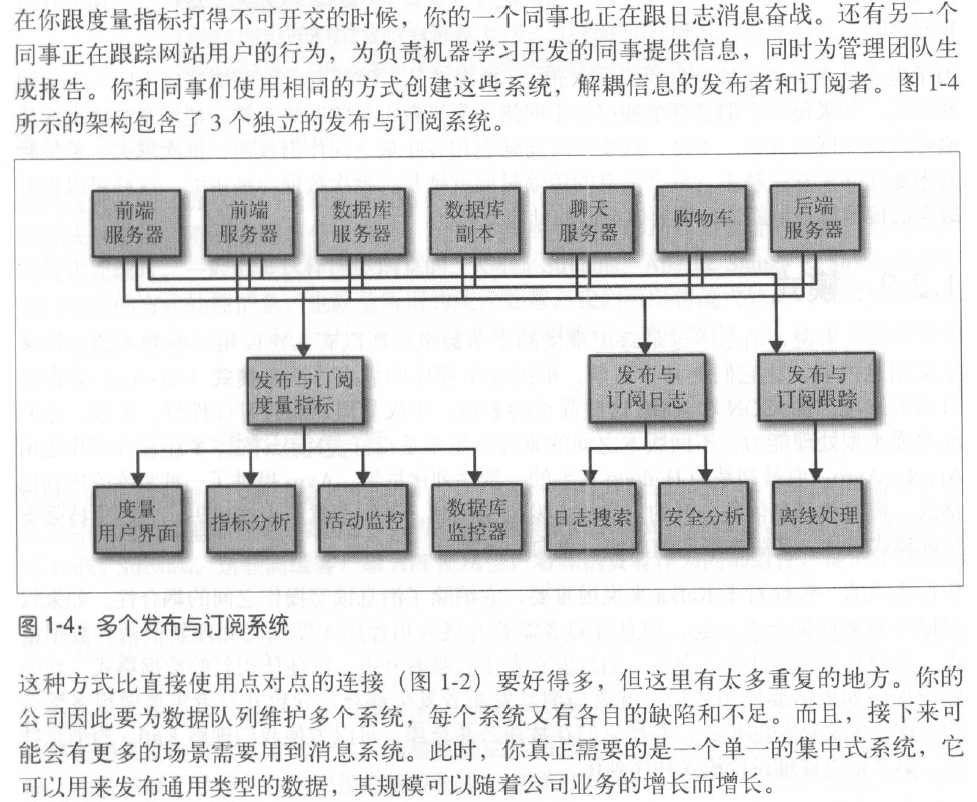 在你跟度量指标打得不可开交的时候，你的一个同事也正在跟日志消息奋战。还有另一个
同事正在跟踪网站用户的行为，为负责机器学习开发的同事提供信息，同时为管理团队生
成报告。你和同事们使用相同的方式创建这些系统，解耦信息的发布者和订阅者。图 1-4
所示的架构包含了 3 个独立的发布与订阅系统。
前端
服务器
前端
服务器
数据库
服务器
数据库
副本
聊天
服务器
购物车
后端
服务器
发布与订阅
度量指标
发布与
订阅日志
发布与
订阅跟踪
度量
用户界面
指标分析
活动监控
数据库
监控器
日志搜索
安全分析
离线处理
图 1-4：多个发布与订阅系统
这种方式比直接使用点对点的连接（图 1-2）要好得多，但这里有太多重复的地方。你的
公司因此要为数据队列维护多个系统，每个系统又有各自的缺陷和不足。而且，接下来可
能会有更多的场景需要用到消息系统。此时，你真正需要的是一个单一的集中式系统，它
可以用来发布通用类型的数据，其规模可以随着公司业务的增长而增长。